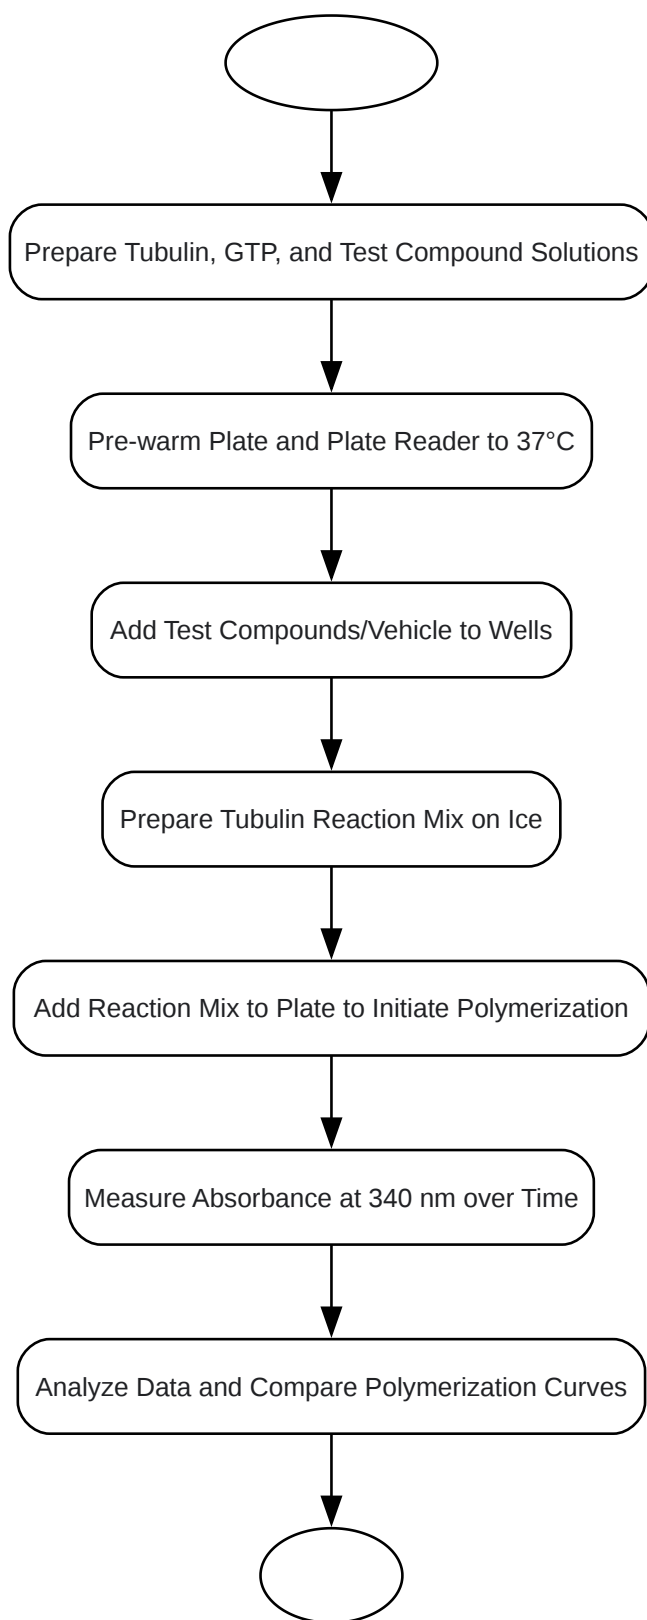 Prepare Tubulin, GTP, and Test Compound Solutions
Pre-warm Plate and Plate Reader to 37°C
Add Test Compounds/Vehicle to Wells
Prepare Tubulin Reaction Mix on Ice
Add Reaction Mix to Plate to Initiate Polymerization
Measure Absorbance at 340 nm over Time
Analyze Data and Compare Polymerization Curves